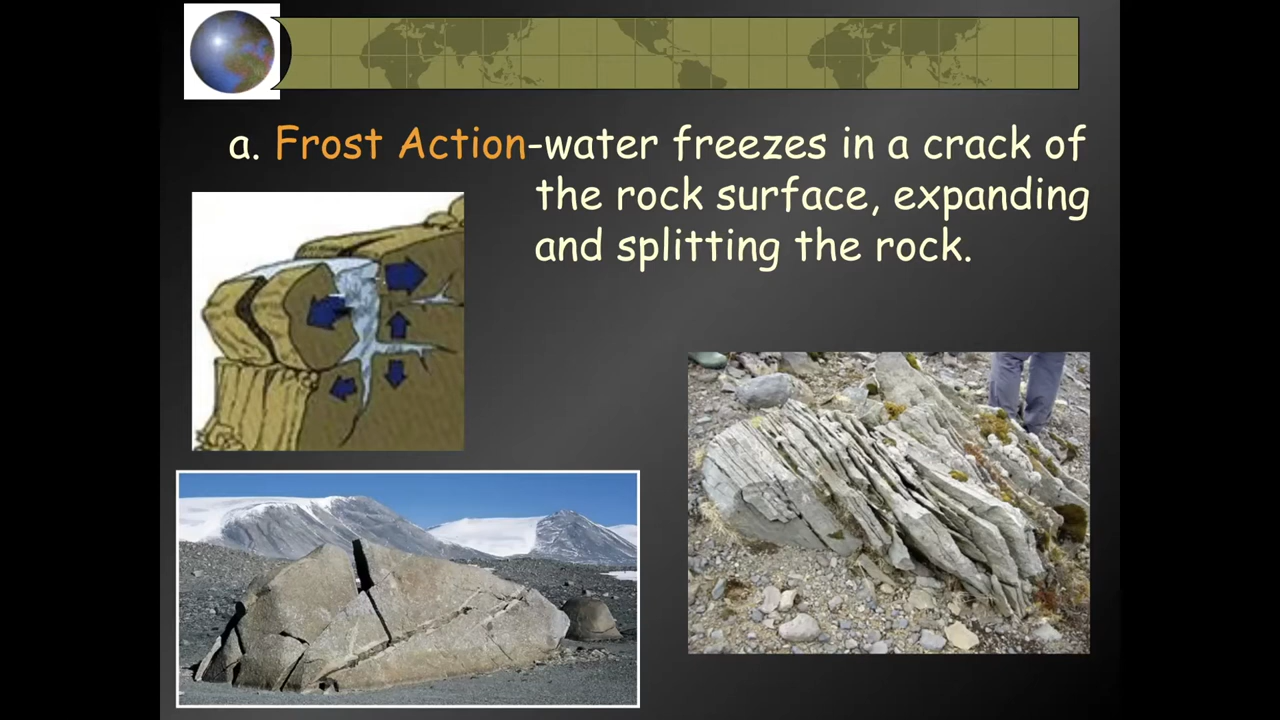 a. Frost Action-water freezes in a crack of
the rock surface, expanding
and splitting the rock.